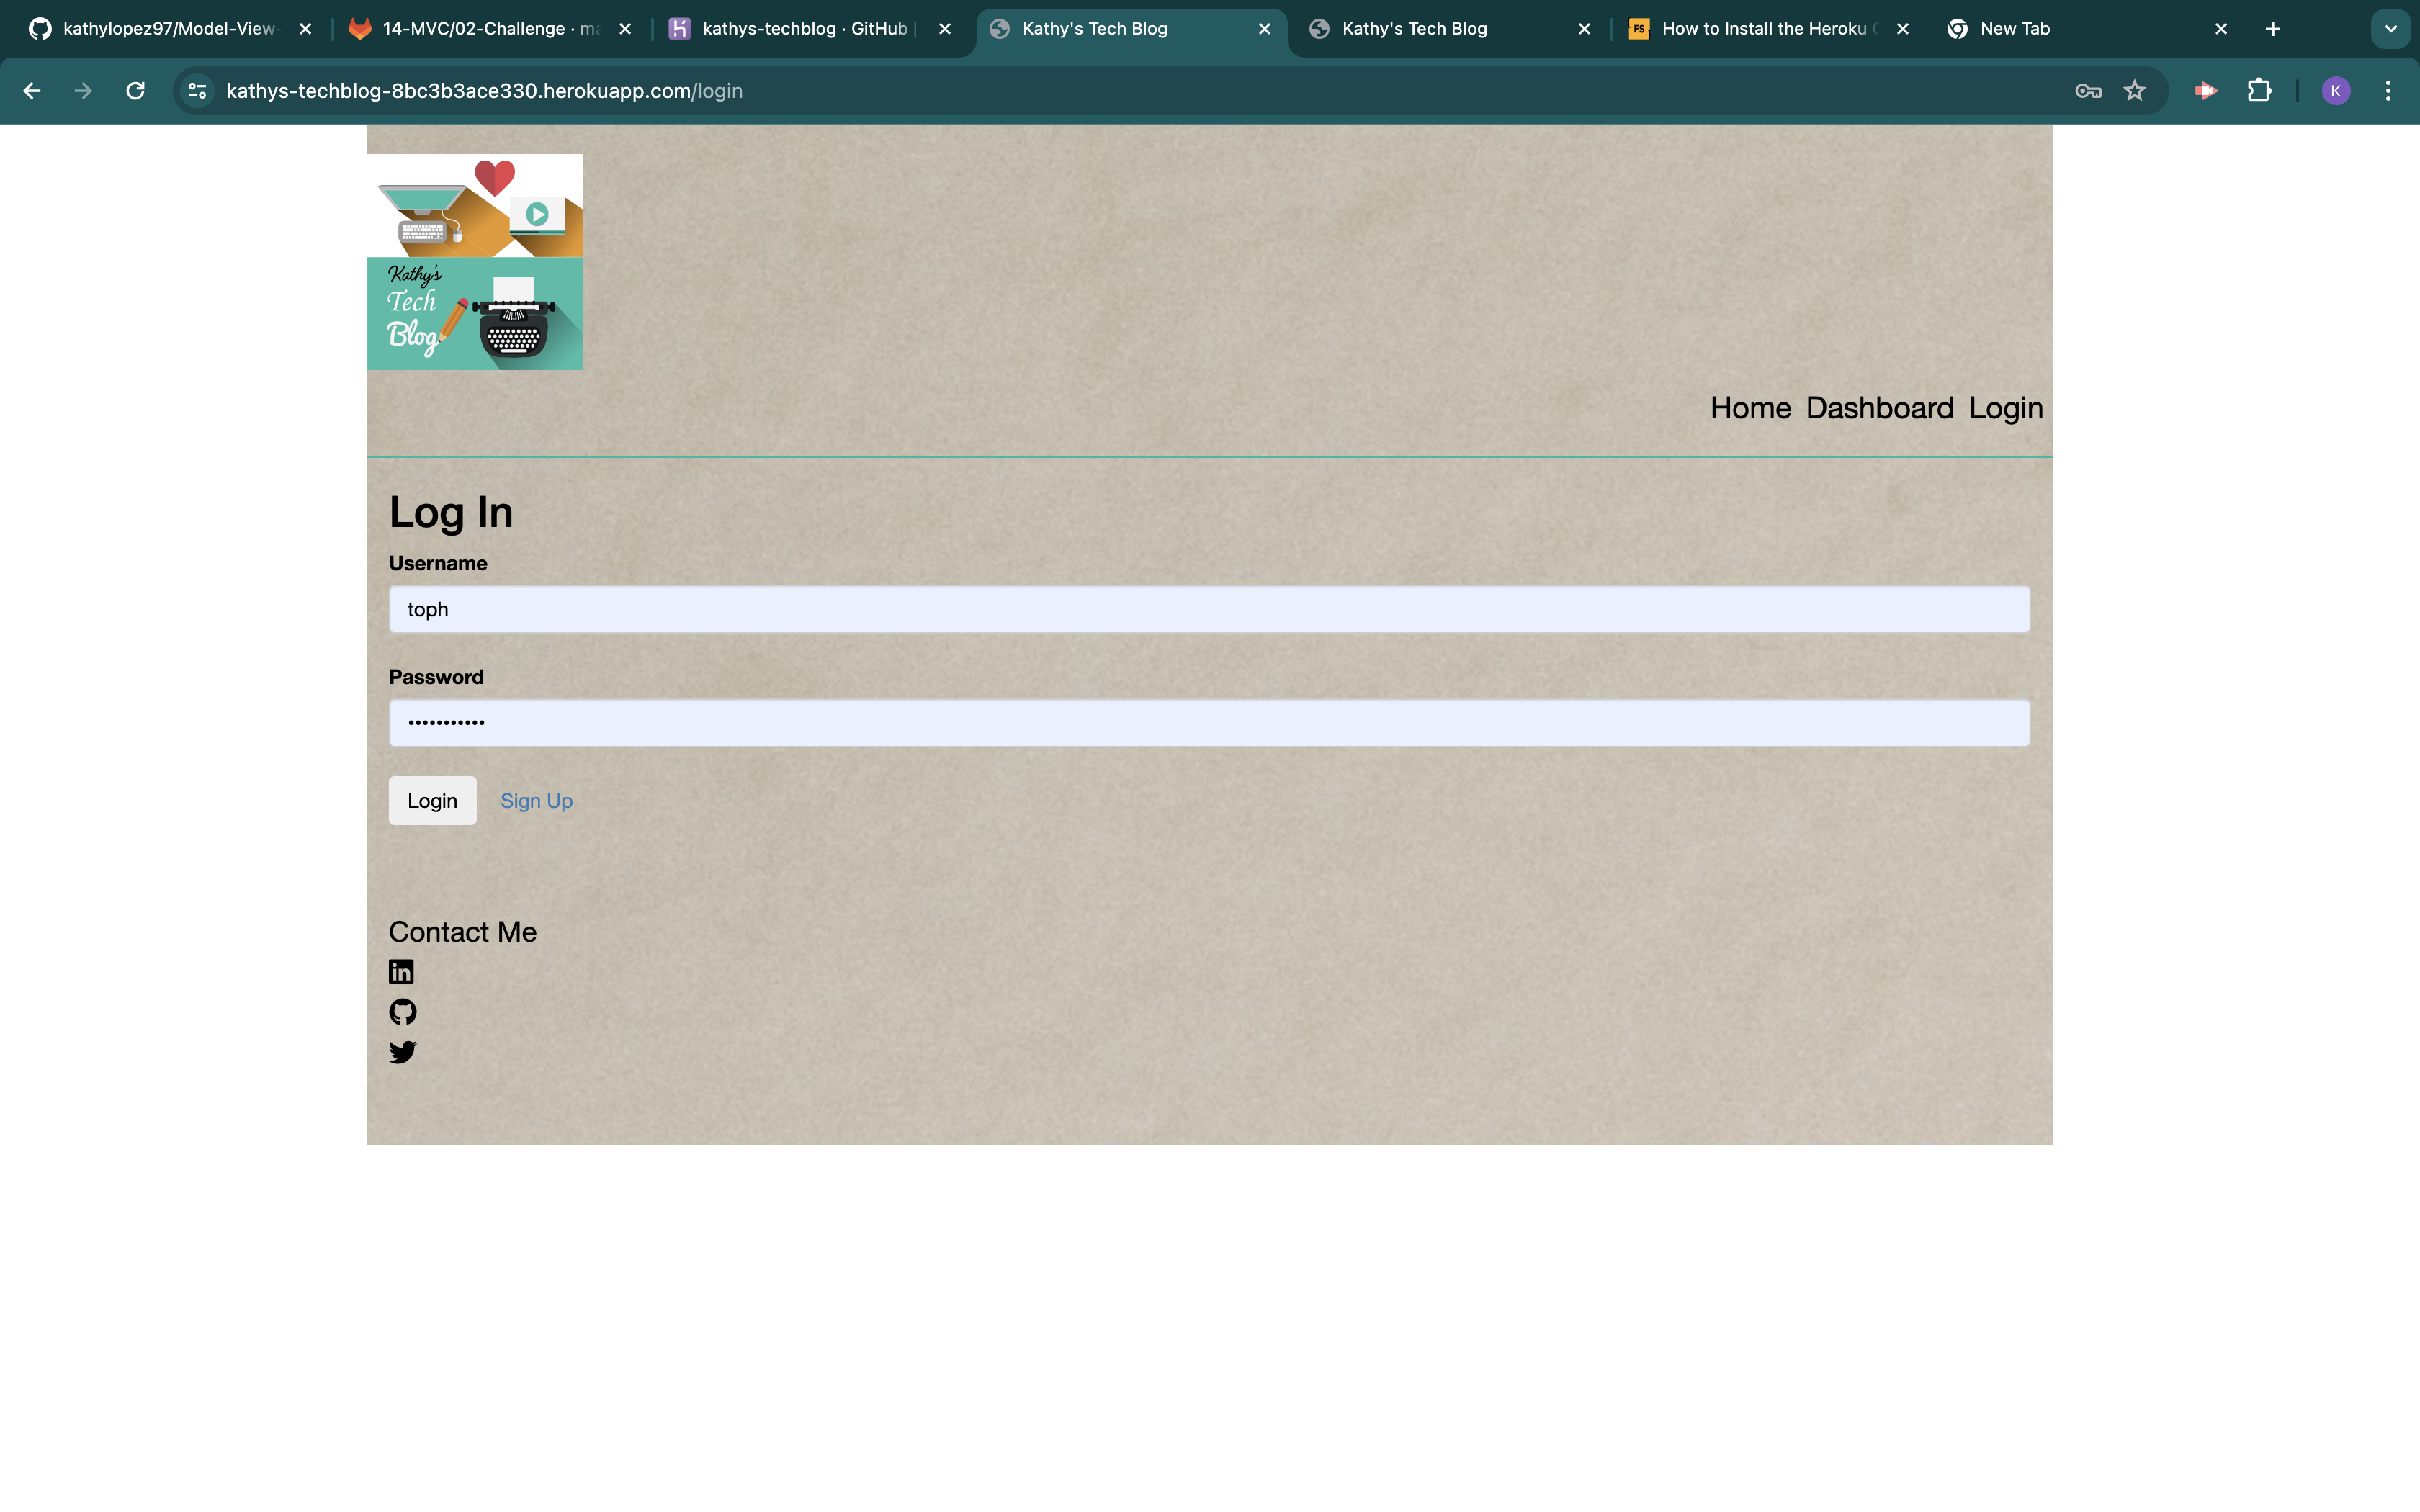 kathylopez97/Model-View-
14-MVC/02-Challenge · ma
kathys-techblog · GitHub |
Kathy's Tech Blog
Kathy's Tech Blog
FS
How to Install the Heroku C
New Tab
kathys-techblog-8bc3b3ace330.herokuapp.com/login
K
Kathy's
Tech
Blog
Home Dashboard Login
Log In
Username
toph
Password
•••••••••••
Login Sign Up
Contact Me
in